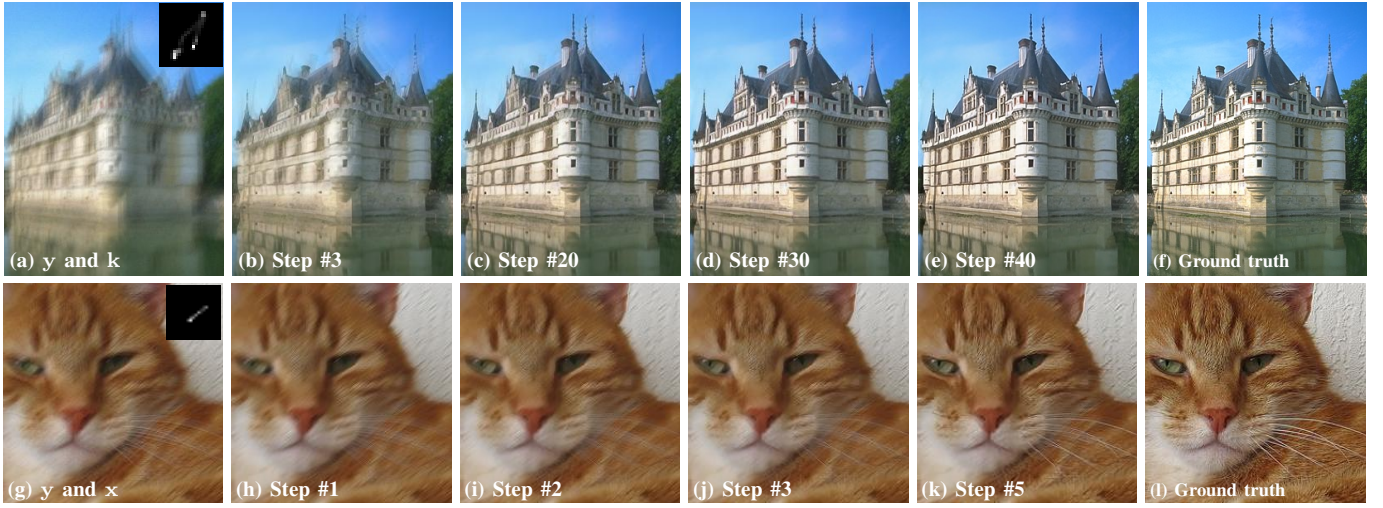 (a) y and k
(b) Step #3
(c) Step #20
(d) Step #30
(e) Step #40
(f) Ground truth
(g) y and x
(h) Step #1
(i) Step #2
(j) Step #3
(k) Step #5
(l) Ground truth